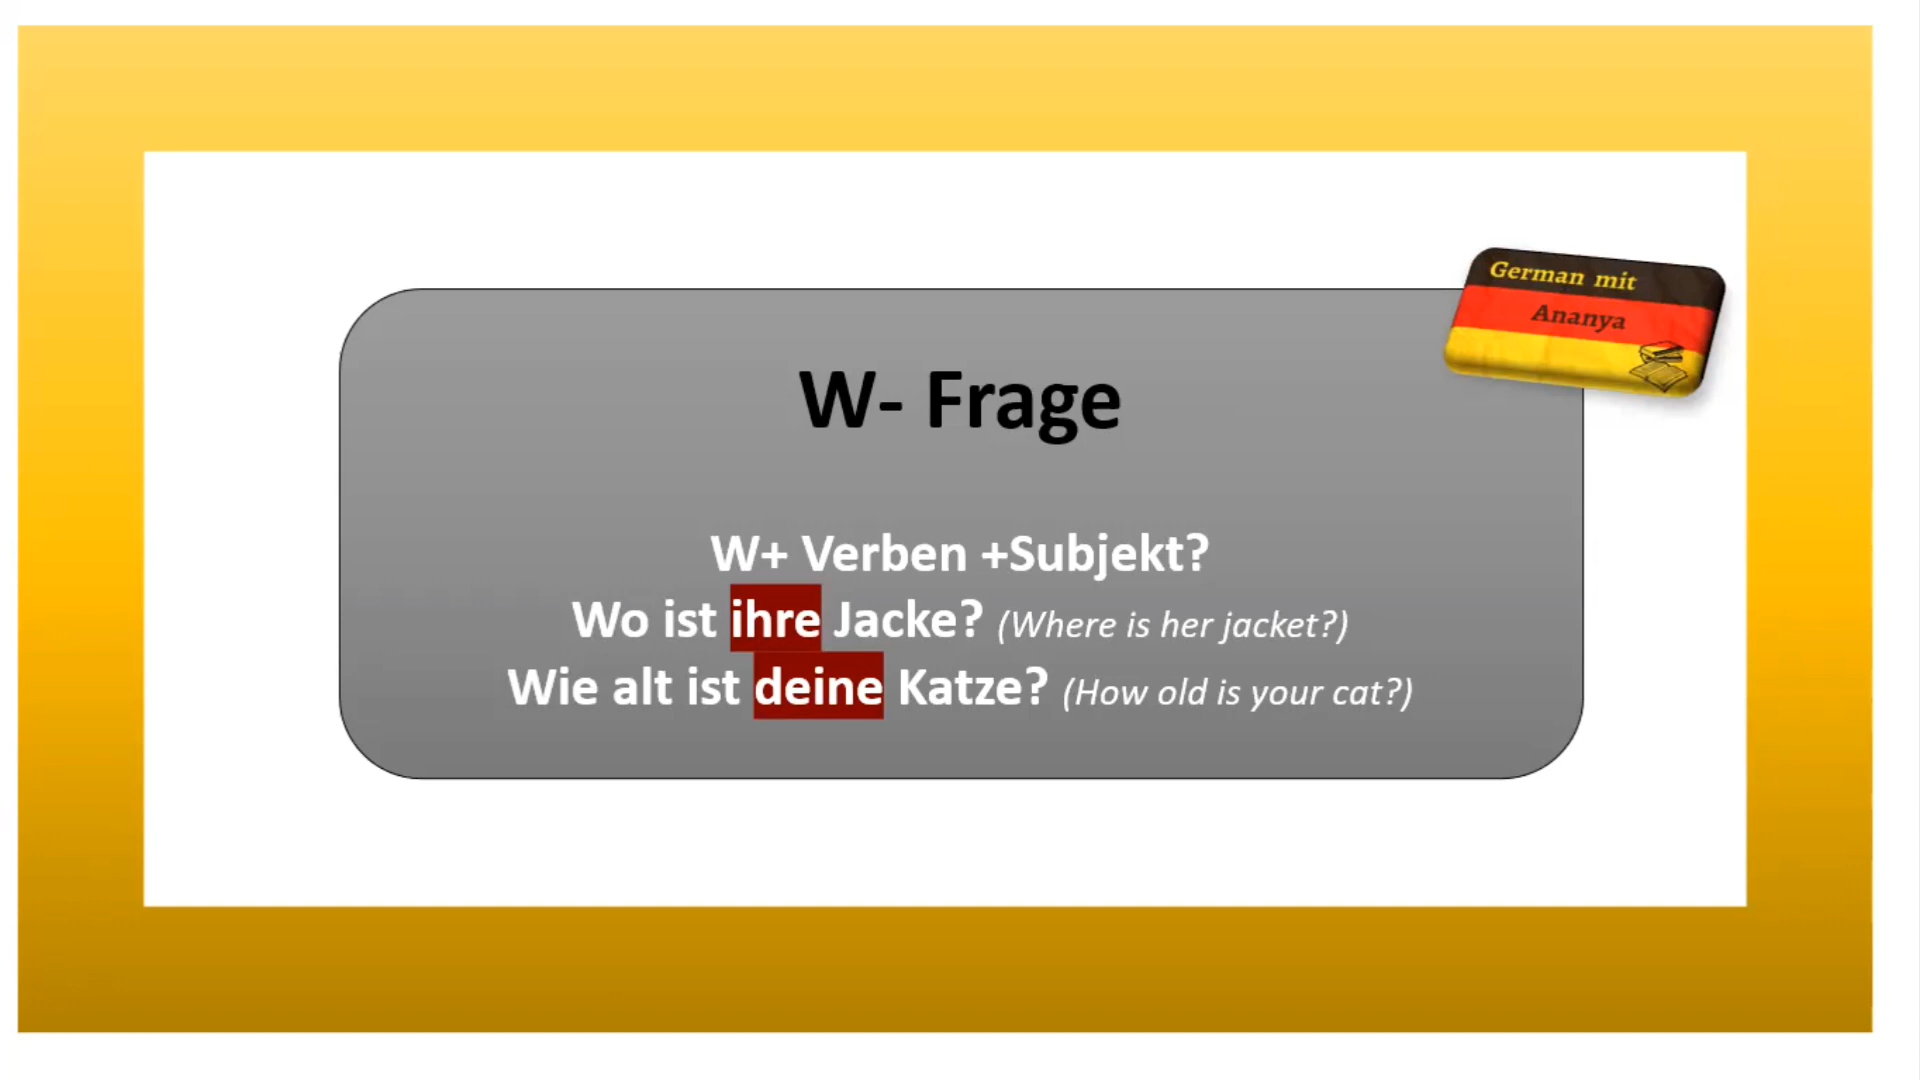 German mit
Ananya
W- Frage
W+ Verben +Subjekt?
Wo ist ihre Jacke? (Where is her jacket?)
Wie alt ist deine Katze? (How old is your cat?)